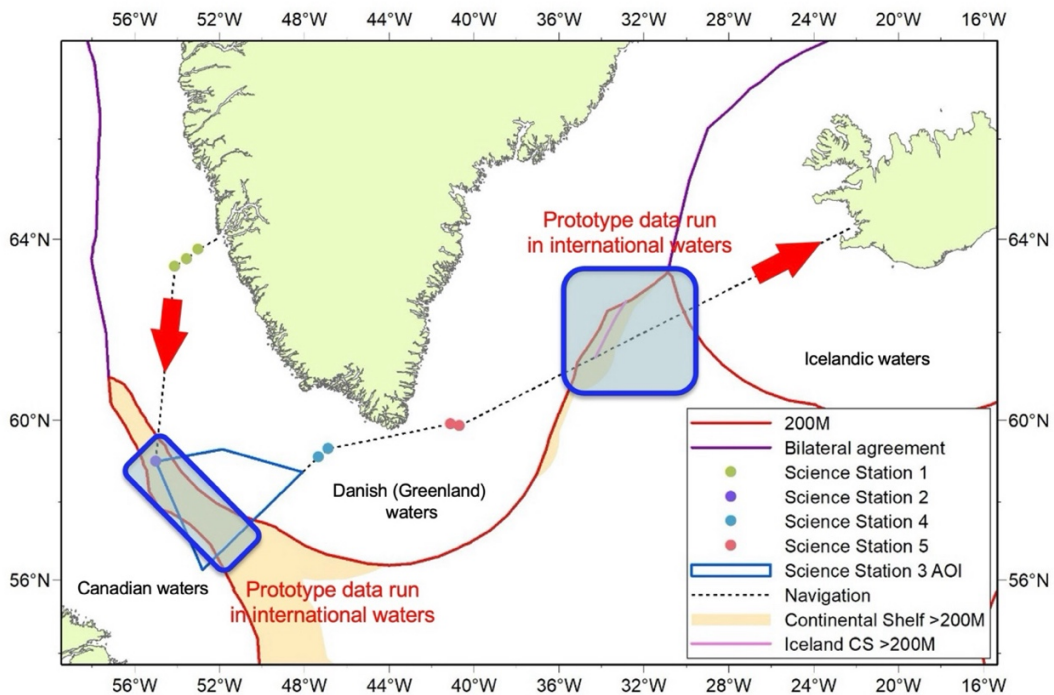 56°W 52°W 48°W 44°W 40°W 36°W 32°W 28°W 24°W 20°W 16°W
64°N
64°N
Prototype data run
in international waters
Icelandic waters
60°N
60°N
Danish (Greenland)
waters
Canadian waters
Prototype data run
in international waters
56°N
56°N
200M
Bilateral agreement
Science Station 1
Science Station 2
Science Station 4
Science Station 5
Science Station 3 AOI
Navigation
Continental Shelf >200M
Iceland CS >200M
56°W 52°W 48°W 44°W 40°W 36°W 32°W 28°W 24°W 20°W 16°W